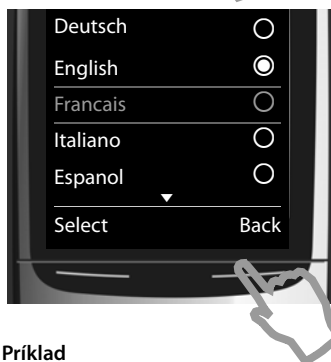 Deutsch
English
Francais
Italiano
Espanol
Select Back
Príklad